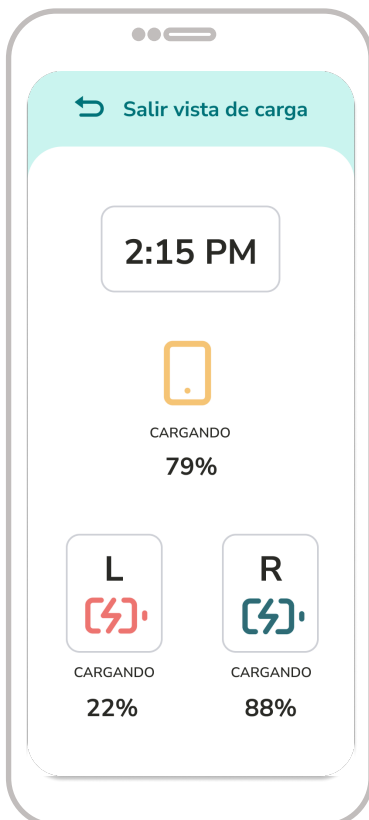 Salir vista de carga
2:15 PM
CARGANDO
79%
L
R
CARGANDO
CARGANDO
22%
88%